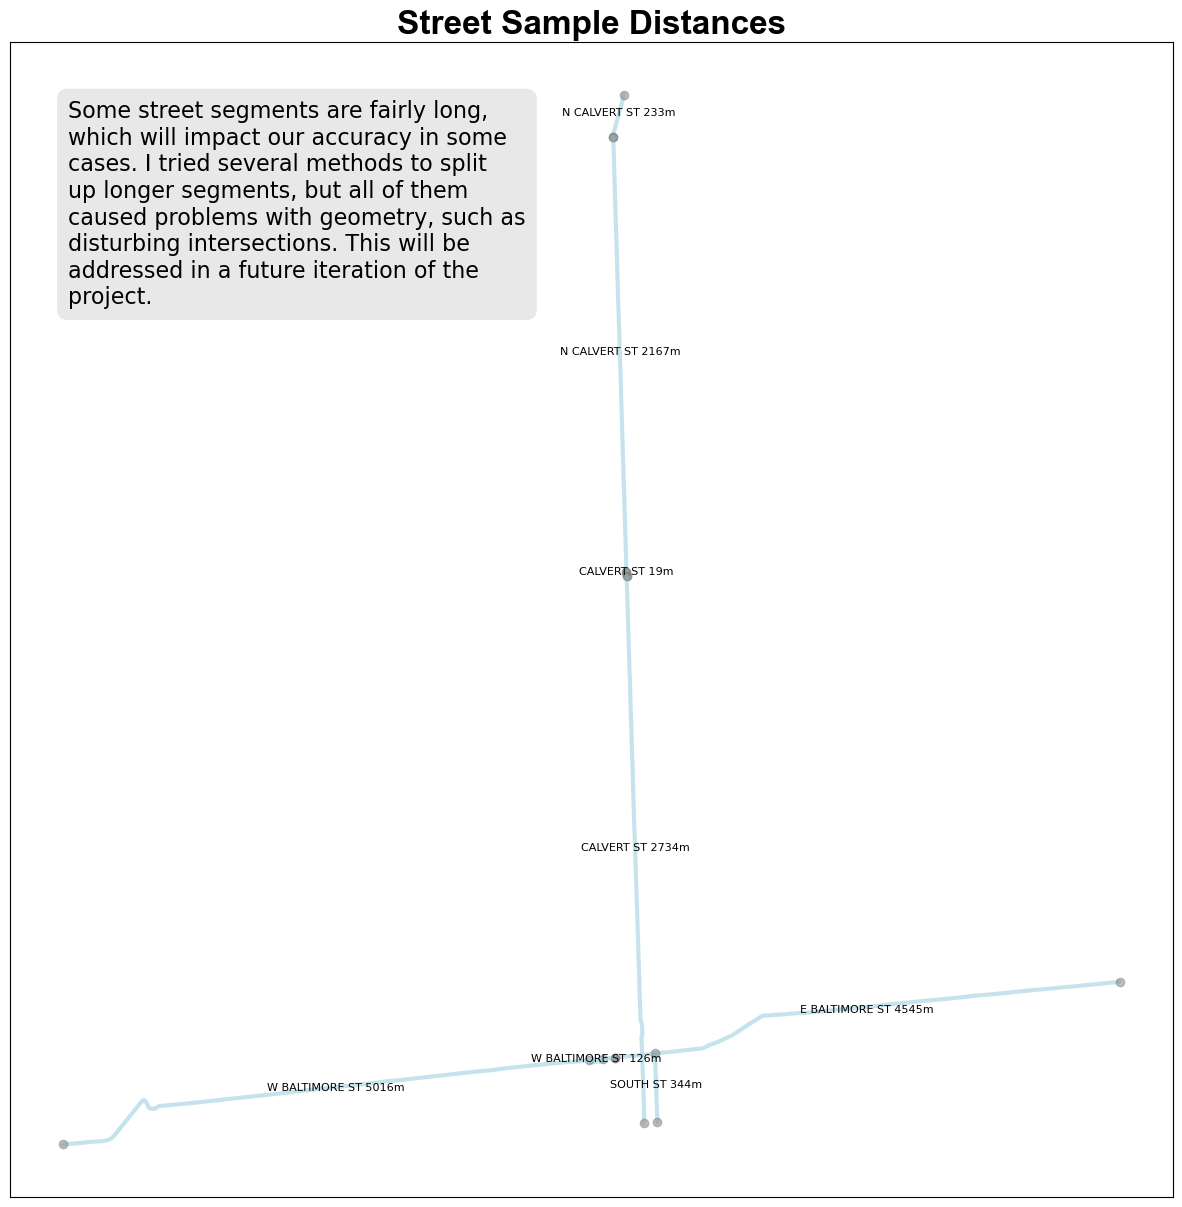 Street Sample Distances
Some street segments are fairly long,
which will impact our accuracy in some
cases. I tried several methods to split
up longer segments, but all of them
caused problems with geometry, such as
disturbing intersections. This will be
addressed in a future iteration of the
project.
N CALVERT ST 233m
N CALVERT ST 2167m
CALVERT ST 19m
CALVERT ST 2734m
E BALTIMORE ST 4545m
W BALTIMORE ST 126m
SOUTH ST 344m
W BALTIMORE ST 5016m